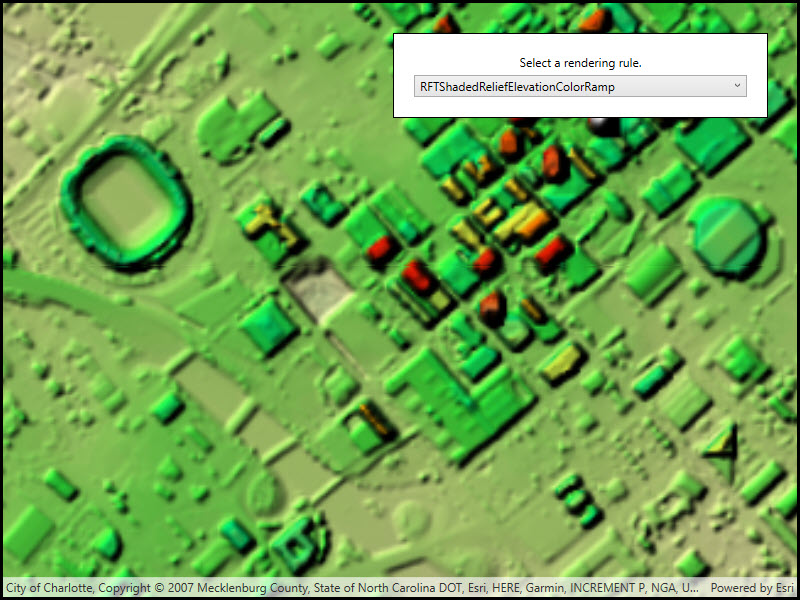 Select a rendering rule.
RFTShadedReliefElevationColorRamp
City of Charlotte, Copyright © 2007 Mecklenburg County, State of North Carolina DOT, Esri, HERE, Garmin, INCREMENT P, NGA, U... Powered by Esri